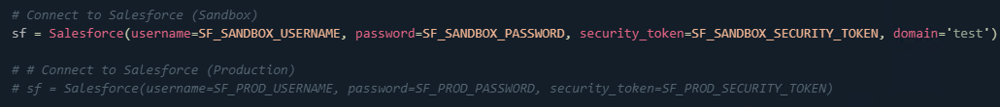 # Connect to Salesforce (Sandbox)
sf = Salesforce(username=SF_SANDBOX_USERNAME, password=SF_SANDBOX_PASSWORD, security_token=SF_SANDBOX_SECURITY_TOKEN, domain='test')
# # Connect to Salesforce (Production)
# sf = Salesforce(username=SF_PROD_USERNAME, password=SF_PROD_PASSWORD, security_token=SF_PROD_SECURITY_TOKEN)